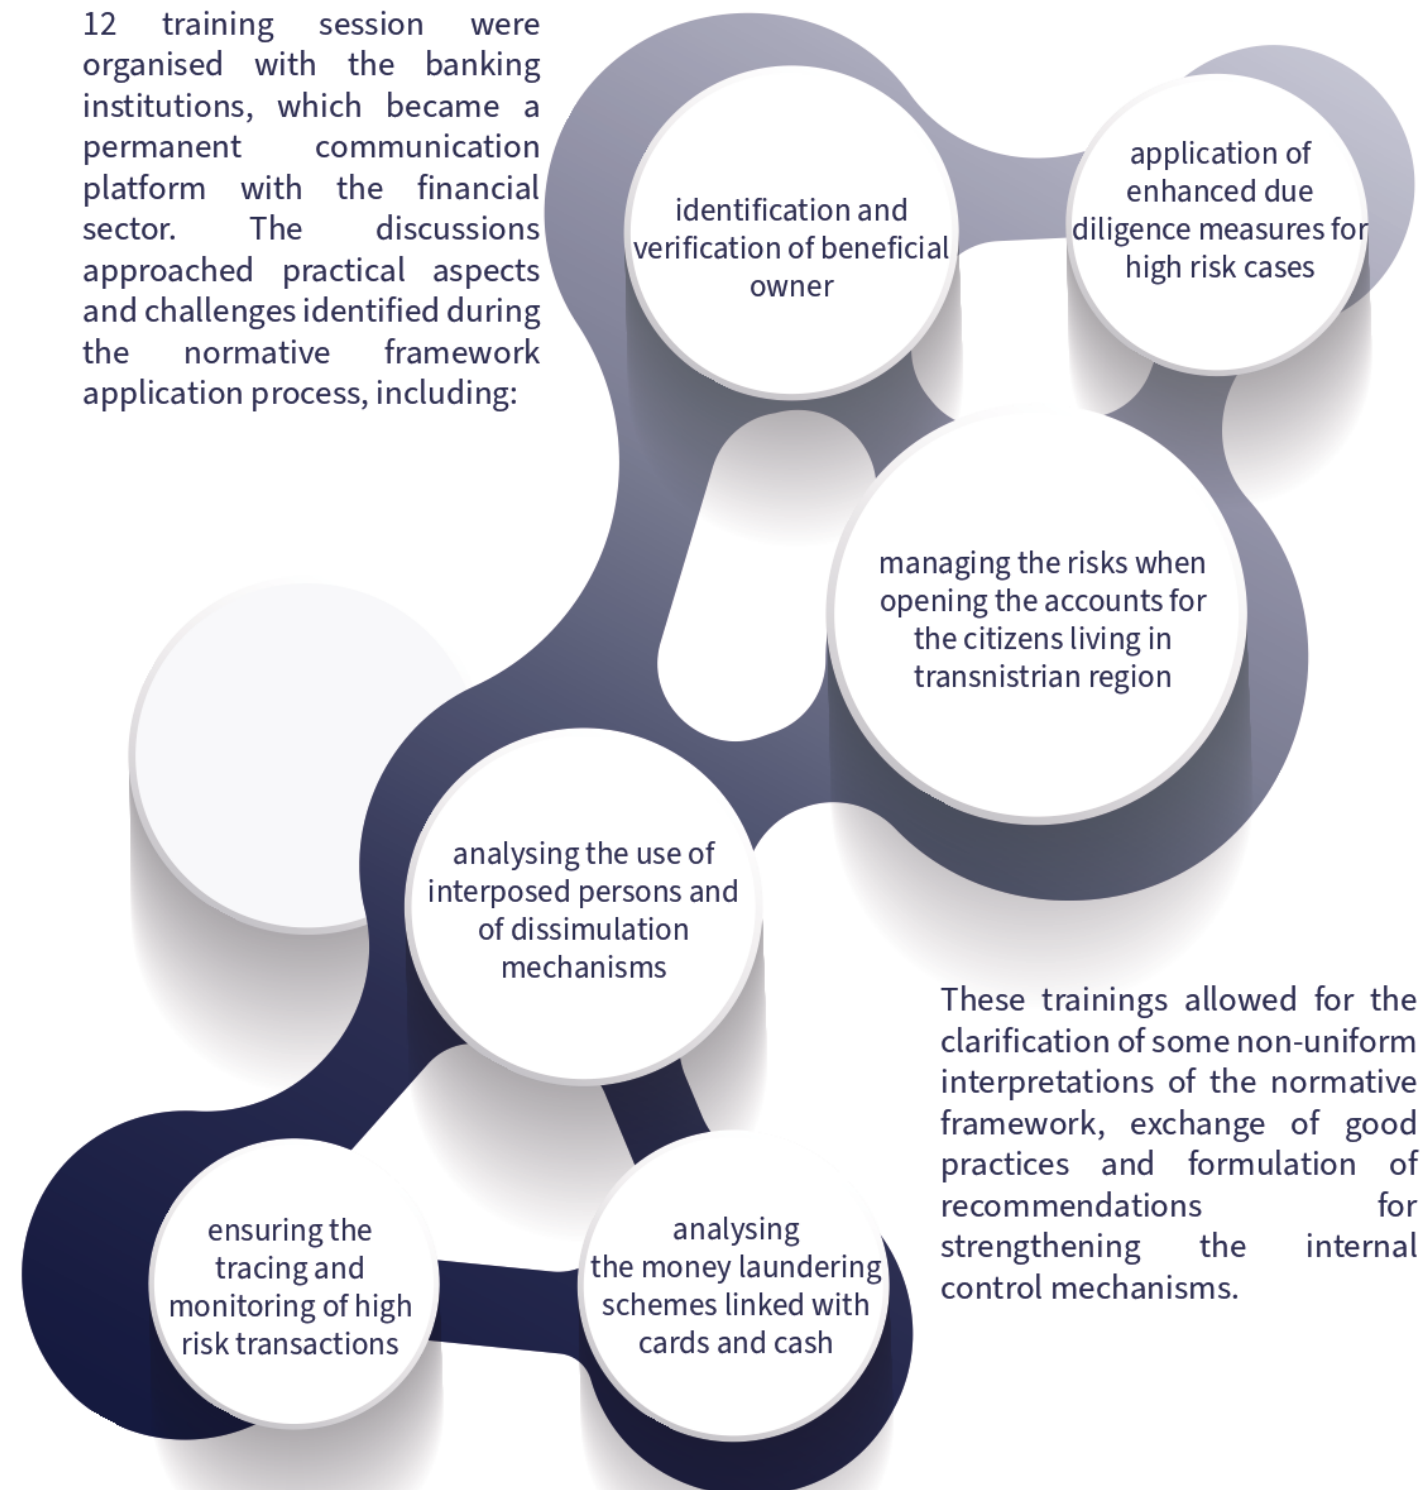 12 training session were
organised with the banking
institutions, which became a
permanent communication
platform with the financial
sector. The discussions
approached practical aspects
and challenges identified during
the normative framework
application process, including:
identification and
verification of beneficial
owner
application of
enhanced due
diligence measures for
high risk cases
managing the risks when
opening the accounts for
the citizens living in
transnistrian region
analysing the use of
interposed persons and
of dissimulation
mechanisms
ensuring the
tracing and
monitoring of high
risk transactions
analysing
the money laundering
schemes linked with
cards and cash
These trainings allowed for the
clarification of some non-uniform
interpretations of the normative
framework, exchange of good
practices and formulation of
recommendations for
strengthening the internal
control mechanisms.